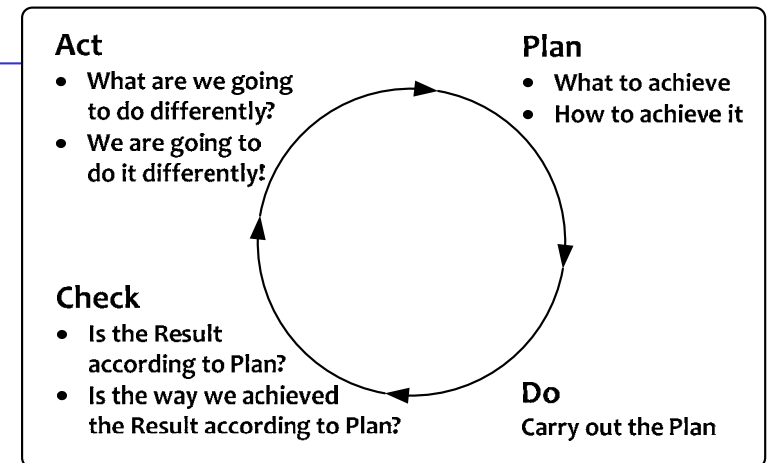 Act
• What are we going
to do differently?
• We are going to
do it differently!
Plan
• What to achieve
• How to achieve it
Check
• Is the Result
according to Plan?
• Is the way we achieved
the Result according to Plan?
Do
Carry out the Plan